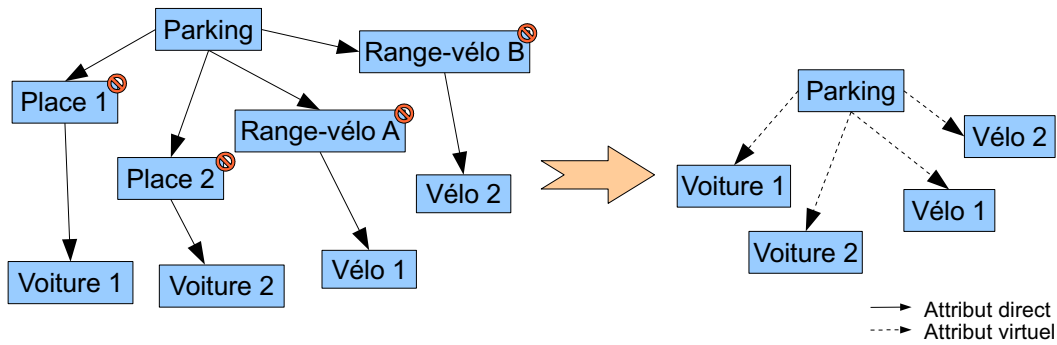 Parking
Range-vélo B
Place 1
Range-vélo A
Place 2
Vélo 2
Voiture 1
Voiture 2
Vélo 1
Parking
Vélo 2
Voiture 1
Vélo 1
Voiture 2
Attribut direct
Attribut virtuel